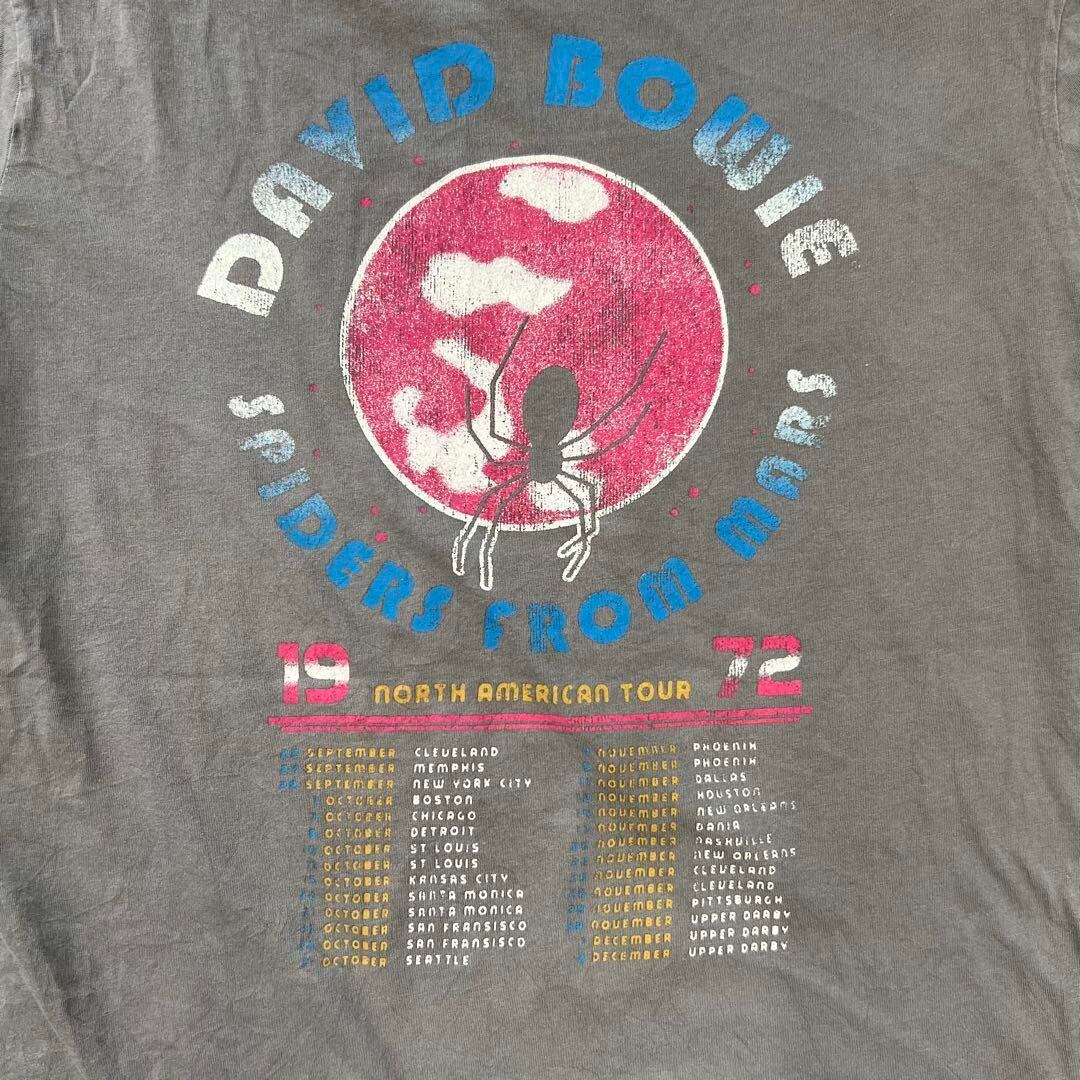 DAVID BOWIE
SPIDERS FROM MARS
19 NORTH AMERICAN TOUR 72
SEPTEMBER CLEVELAND
SEPTEMBER MEMPHIS
SEPTEMBER NEW YORK CITY
OCTOBER BOSTON
OCTOBER CHICAGO
OCTOBER DETROIT
OCTOBER ST LOUIS
OCTOBER ST LOUIS
OCTOBER KANSAS CITY
OCTOBER SANTA MONICA
OCTOBER SANTA MONICA
OCTOBER SAN FRANSISCO
OCTOBER SAN FRANSISCO
OCTOBER SEATTLE
NOVEMBER PHOENIX
NOVEMBER PHOENIX
NOVEMBER DALLAS
NOVEMBER HOUSTON
NOVEMBER NEW ORLEANS
NOVEMBER DANIA
NOVEMBER NASHVILLE
NOVEMBER NEW ORLEANS
NOVEMBER CLEVELAND
NOVEMBER CLEVELAND
NOVEMBER PITTSBURGH
NOVEMBER UPPER DARBY
DECEMBER UPPER DARBY
DECEMBER UPPER DARBY